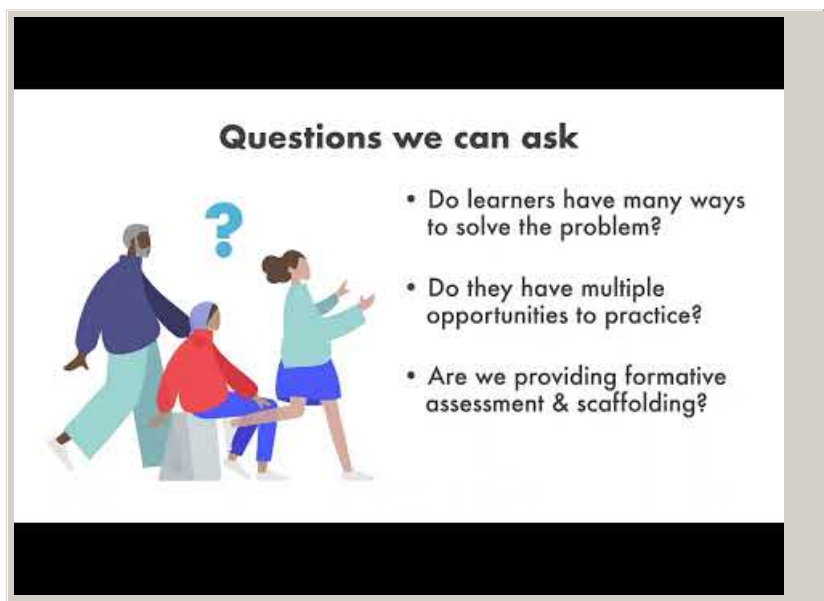 Questions we can ask
?
• Do learners have many ways
to solve the problem?
• Do they have multiple
opportunities to practice?
• Are we providing formative
assessment & scaffolding?